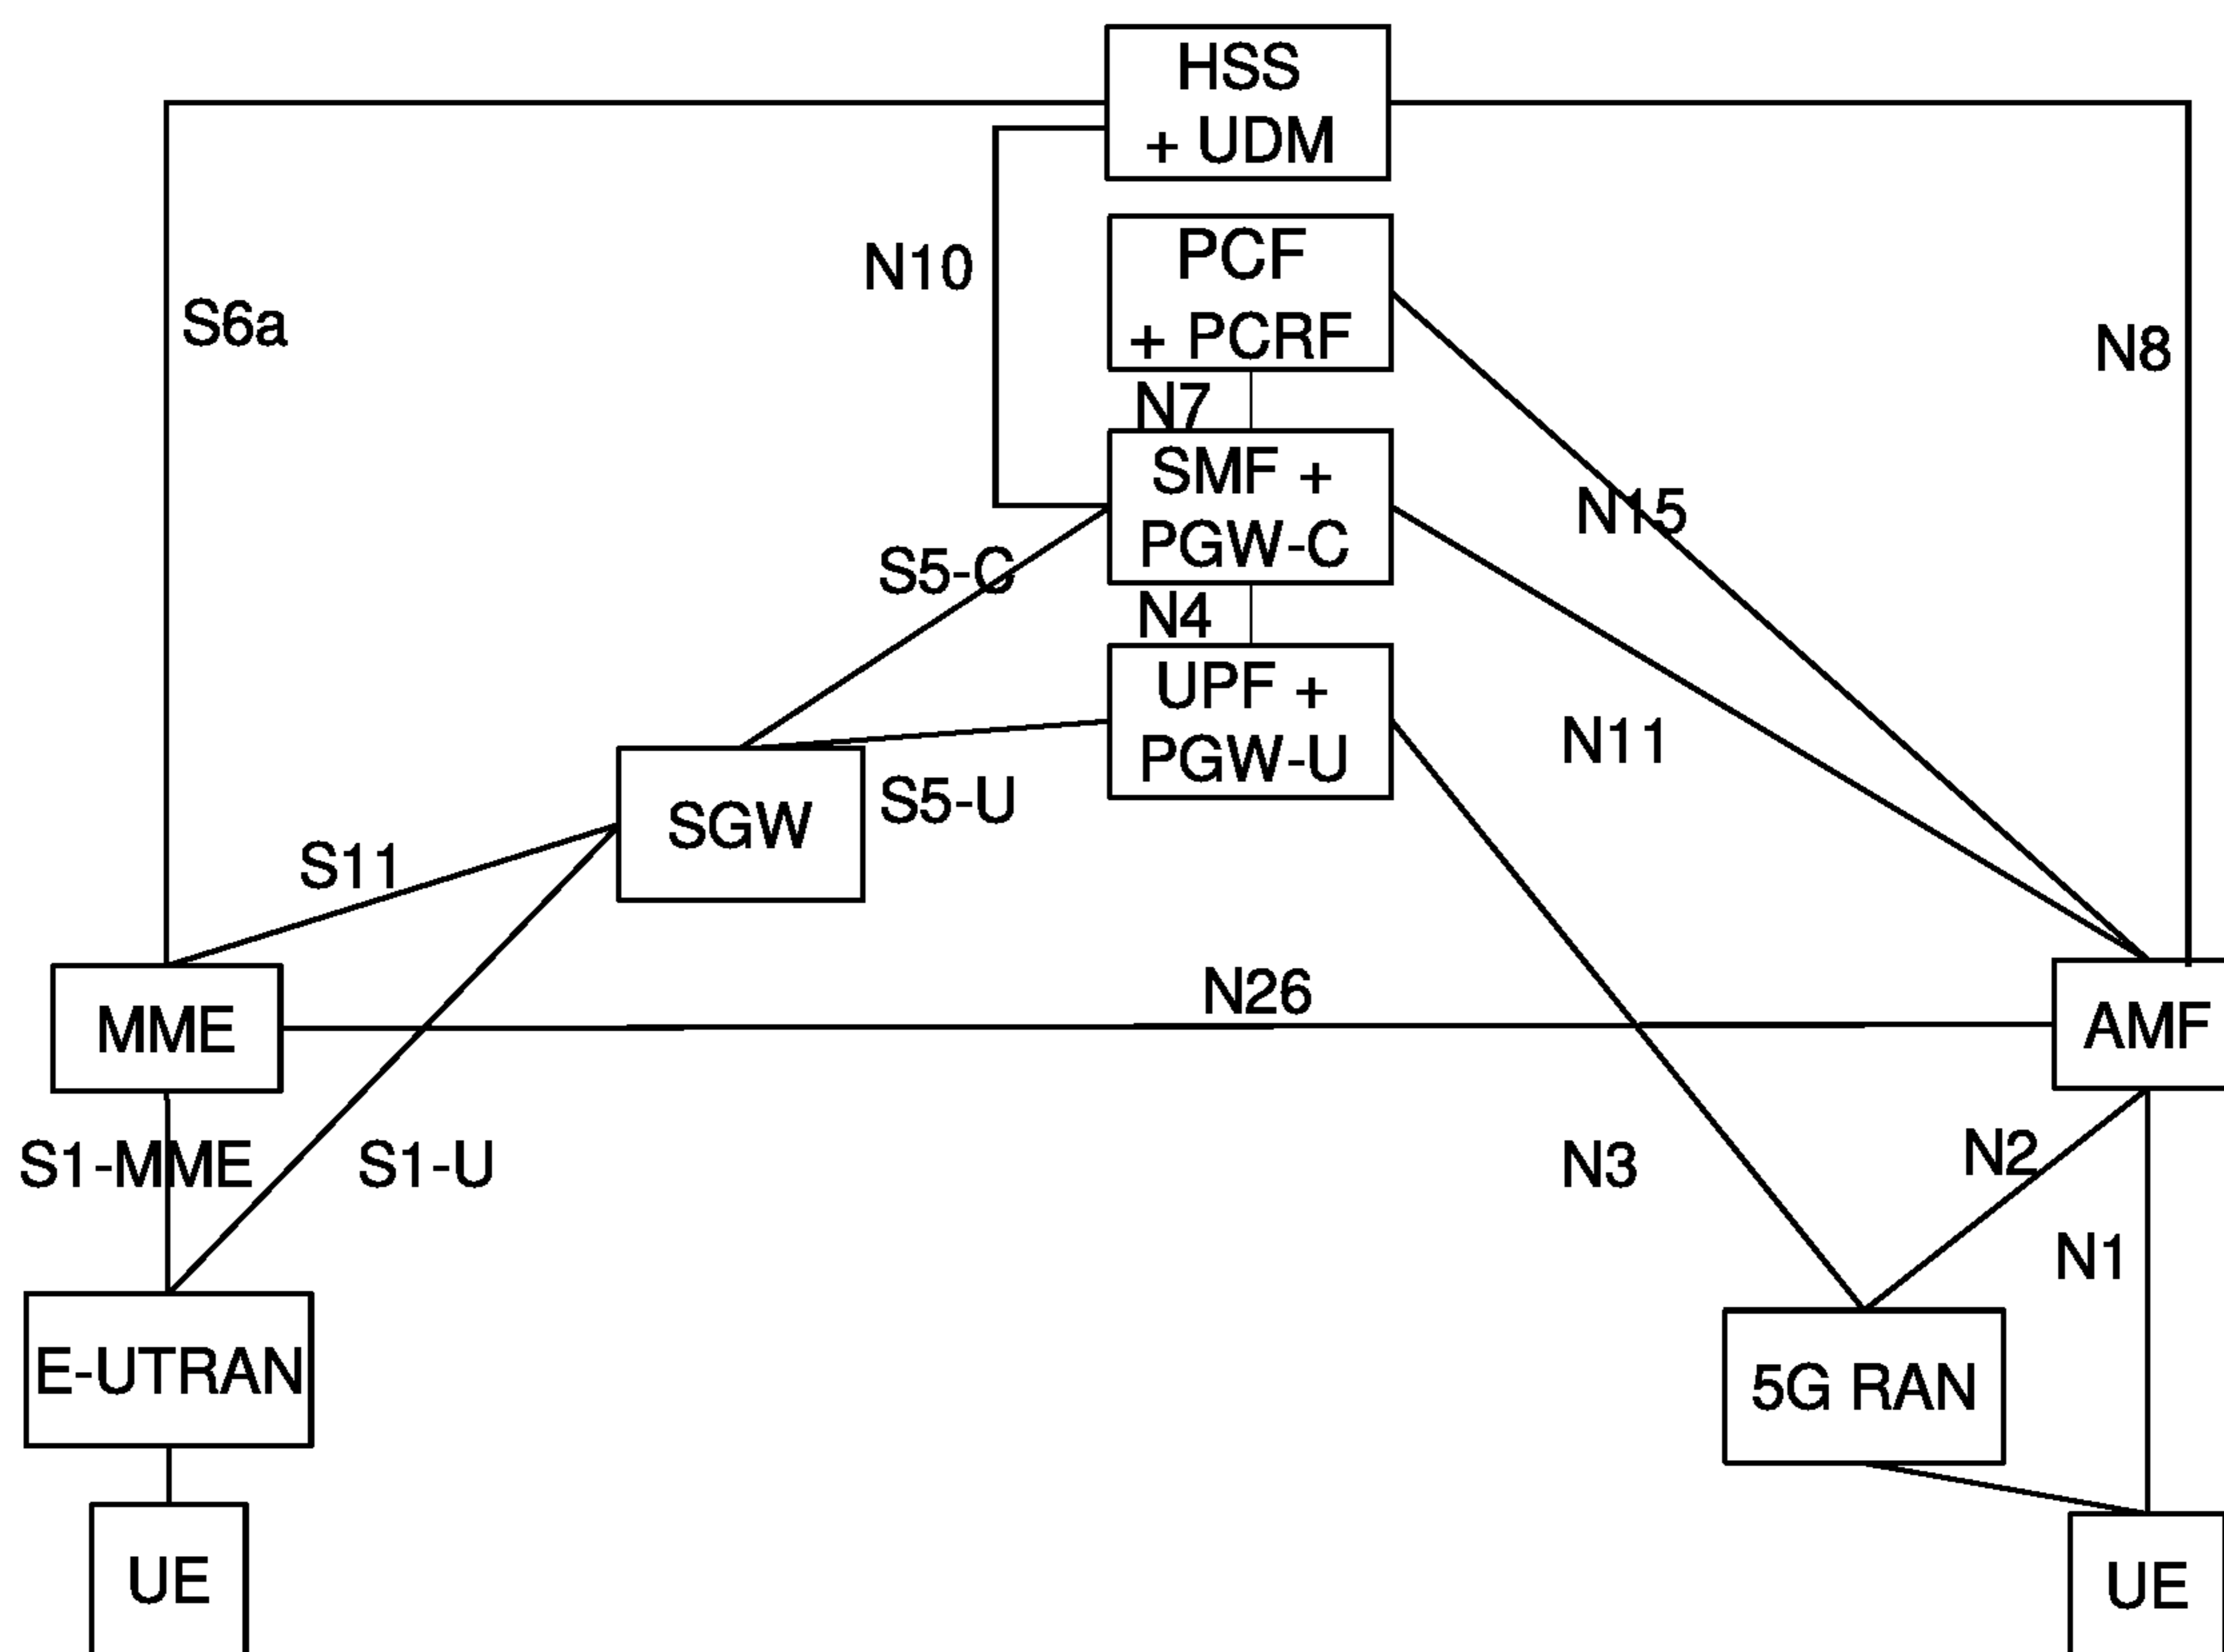 HSS
+ UDM
N10
PCF
+ PCRF
S6a
N8
N7
SMF +
PGW-C
N15
S5-C
N4
UPF +
PGW-U
N11
S5-U
SGW
S11
N26
MME
AMF
S1-MME
S1-U
N3
N2
N1
E-UTRAN
5G RAN
UE
UE